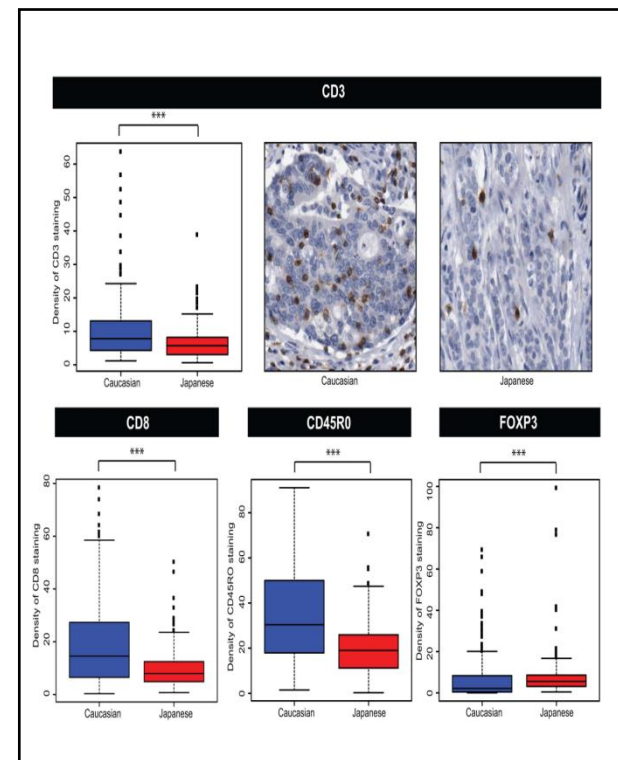 CD3
***
Density of CD3 staining
0 10 20 30 40 50 60
Caucasian Japanese
Caucasian
Japanese
CD8
***
Density of CD8 staining
0 20 40 60 80
Caucasian Japanese
CD45R0
***
Density of CD45RO staining
0 20 40 60 80
Caucasian Japanese
FOXP3
***
Density of FOXP3 staining
0 20 40 60 80 100
Caucasian Japanese